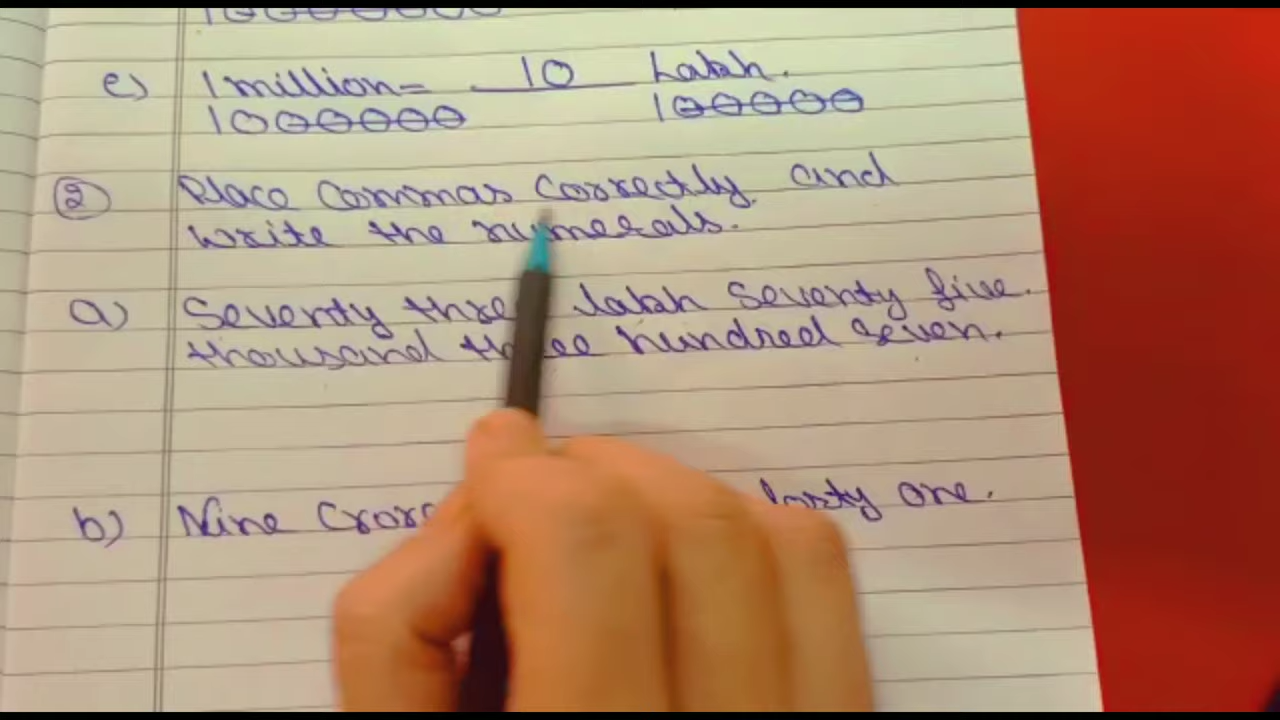 e) 1 million = 10 Lakh.
1000000 100000
② Place Commas Correctly and
write the numerals.
a) Seventy three lakh seventy five
thousand three hundred seven.
b) Nine Crore forty one.